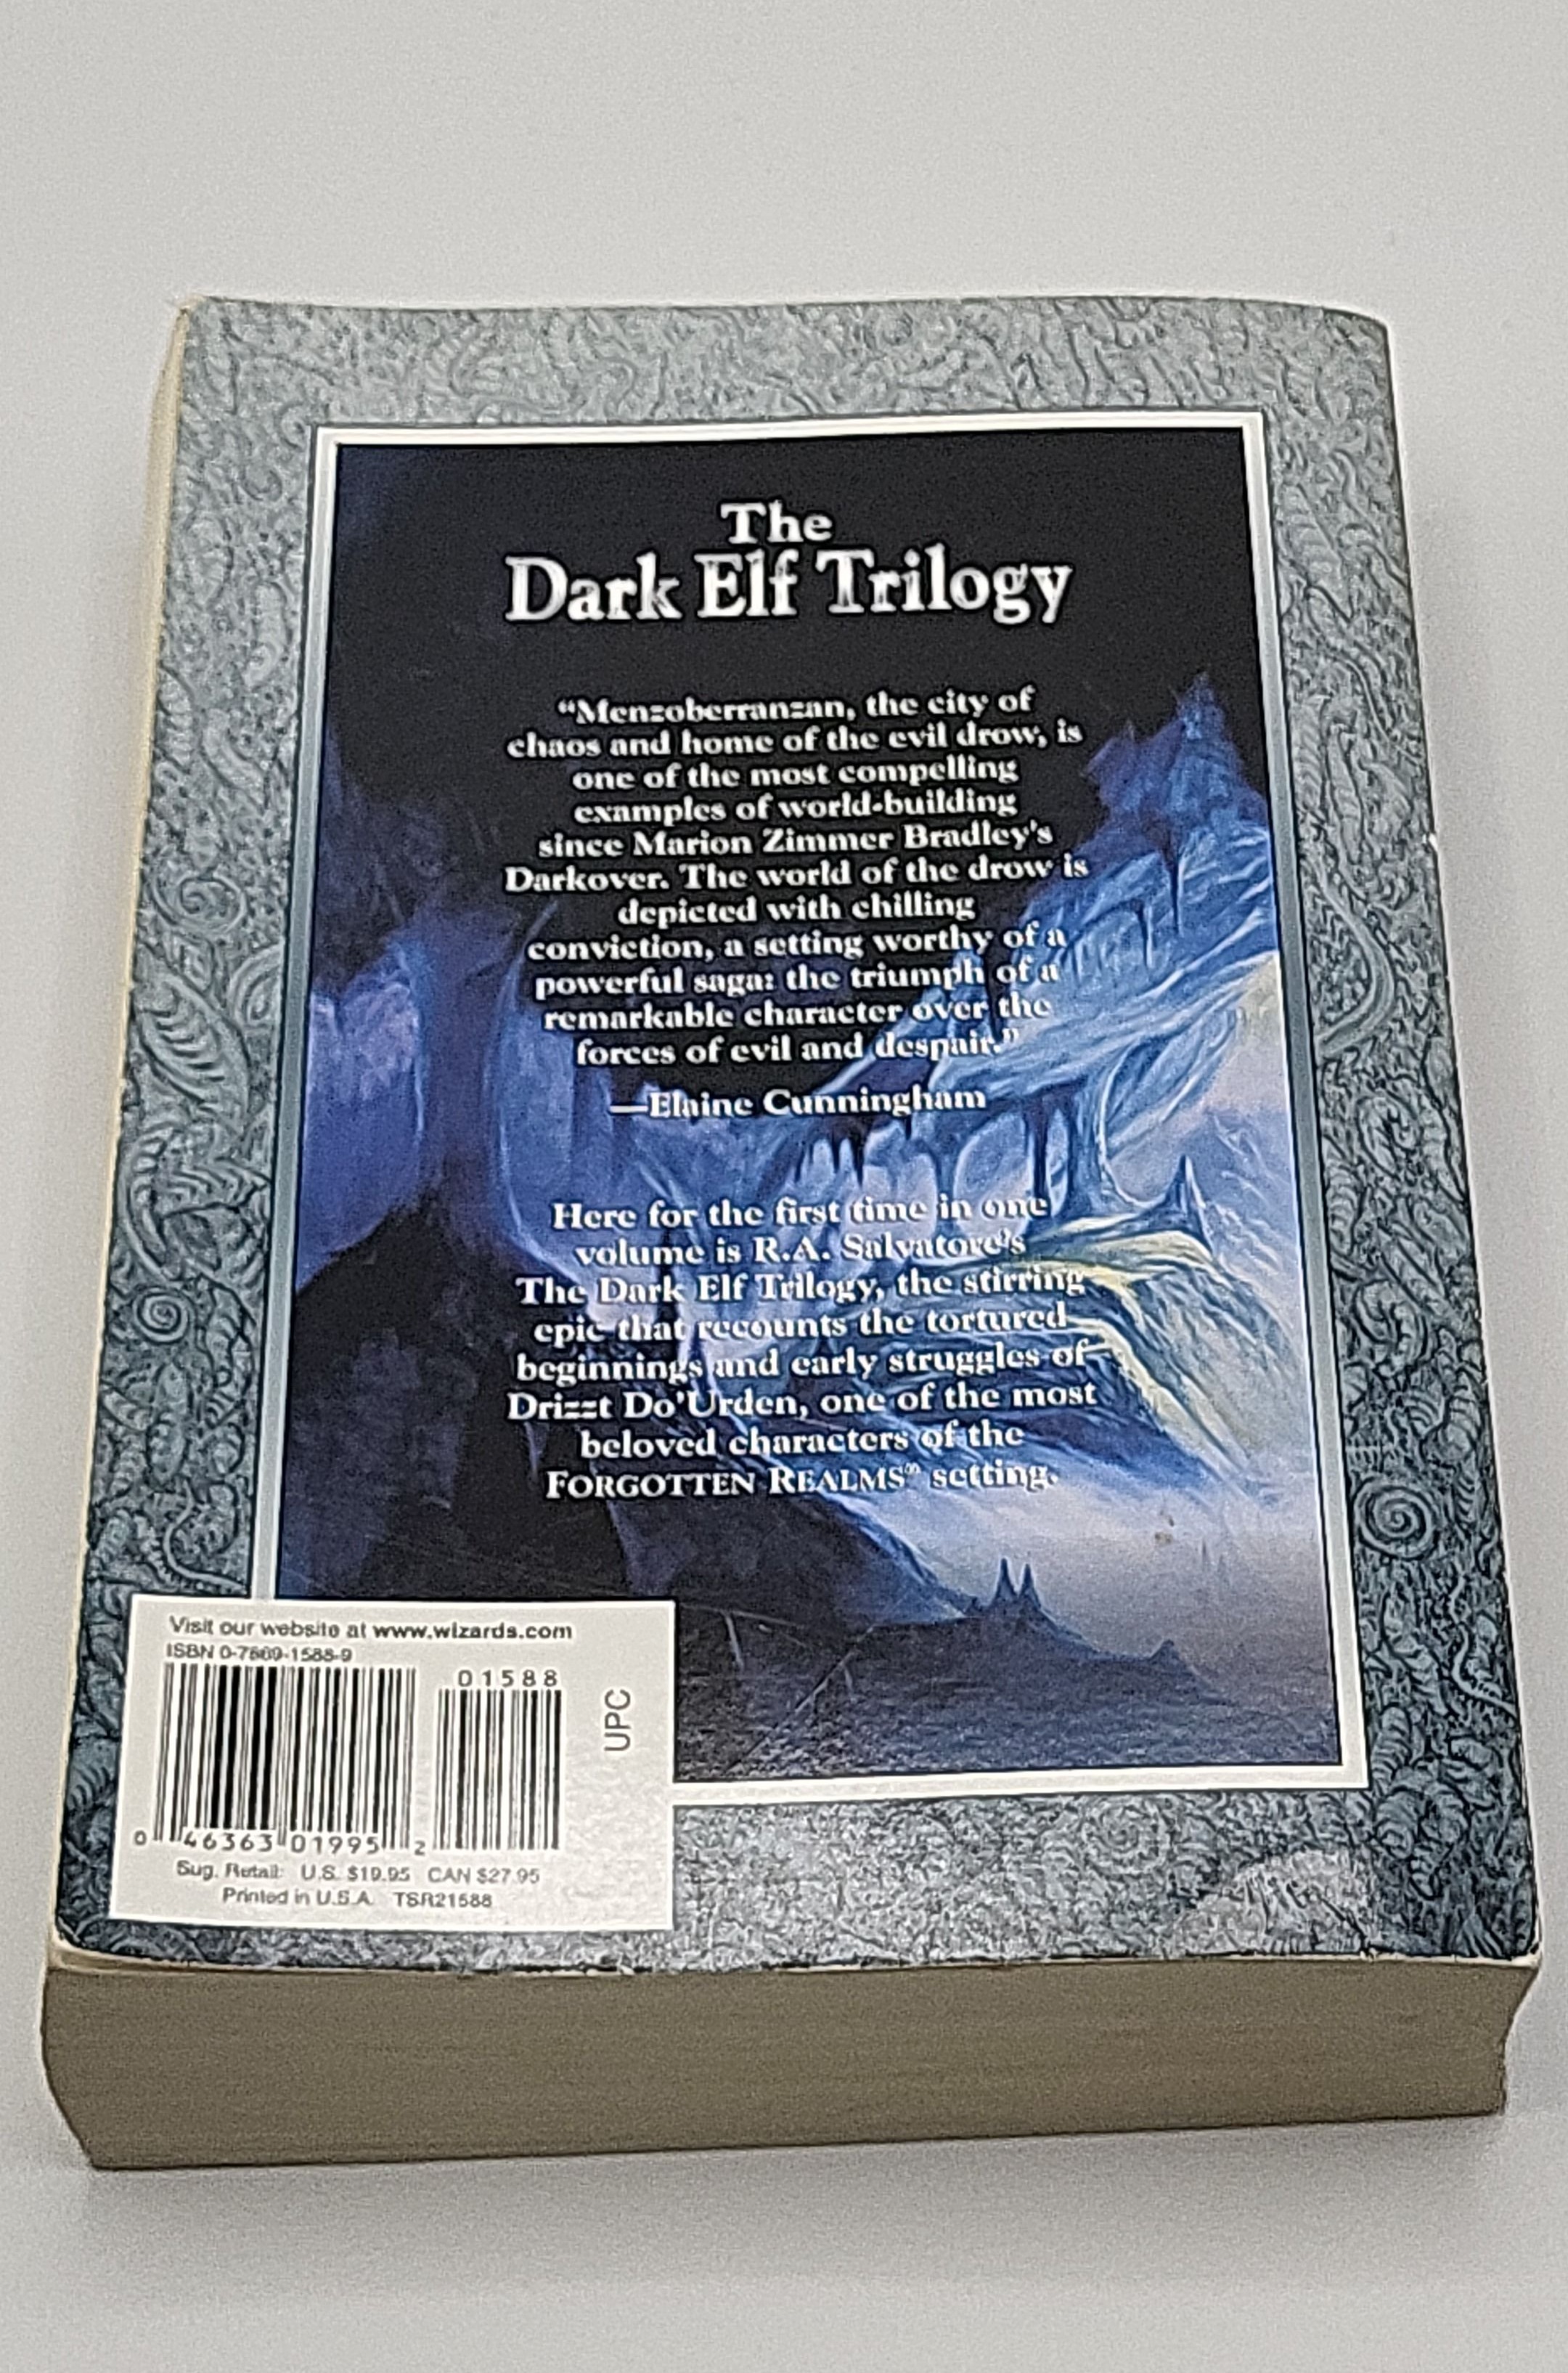 The
Dark Elf Trilogy
“Menzoberranzan, the city of
chaos and home of the evil drow, is
one of the most compelling
examples of world-building
since Marion Zimmer Bradley's
Darkover. The world of the drow is
depicted with chilling
conviction, a setting worthy of a
powerful saga: the triumph of a
remarkable character over the
forces of evil and despair.”
—Elaine Cunningham
Here for the first time in one
volume is R.A. Salvatore's
The Dark Elf Trilogy, the stirring
epic that recounts the tortured
beginnings and early struggles of
Drizzt Do'Urden, one of the most
beloved characters of the
FORGOTTEN REALMS® setting.
Visit our website at www.wizards.com
ISBN 0-7869-1588-9
01588
UPC
0 46363 01995 2
Sug. Retail: U.S. $19.95 CAN $27.95
Printed in U.S.A. TSR21588